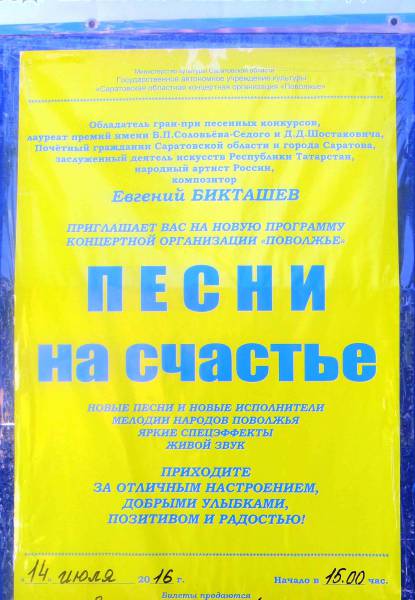 Министерство культуры Саратовской области
Государственное автономное учреждение культуры
«Саратовская областная концертная организация «Поволжье»
Обладатель гран-при песенных конкурсов,
лауреат премий имени В.П.Соловьёва-Седого и Д.Д.Шостаковича,
Почётный гражданин Саратовской области и города Саратова,
заслуженный деятель искусств Республики Татарстан,
народный артист России,
композитор
Евгений БИКТАШЕВ
ПРИГЛАШАЕТ ВАС НА НОВУЮ ПРОГРАММУ
КОНЦЕРТНОЙ ОРГАНИЗАЦИИ «ПОВОЛЖЬЕ»
ПЕСНИ
на счастье
НОВЫЕ ПЕСНИ И НОВЫЕ ИСПОЛНИТЕЛИ
МЕЛОДИИ НАРОДОВ ПОВОЛЖЬЯ
ЯРКИЕ СПЕЦЭФФЕКТЫ
ЖИВОЙ ЗВУК
ПРИХОДИТЕ
ЗА ОТЛИЧНЫМ НАСТРОЕНИЕМ,
ДОБРЫМИ УЛЫБКАМИ,
ПОЗИТИВОМ И РАДОСТЬЮ!
14 июля 2016 г. Начало в 15.00 час.
Билеты продаются